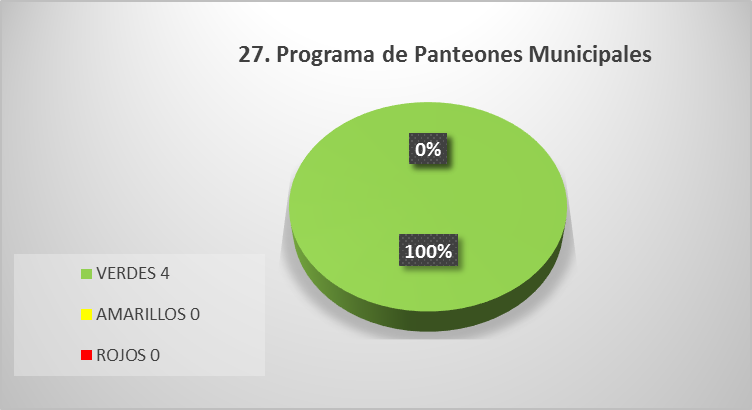 27. Programa de Panteones Municipales
0%
100%
VERDES 4
AMARILLOS 0
ROJOS 0